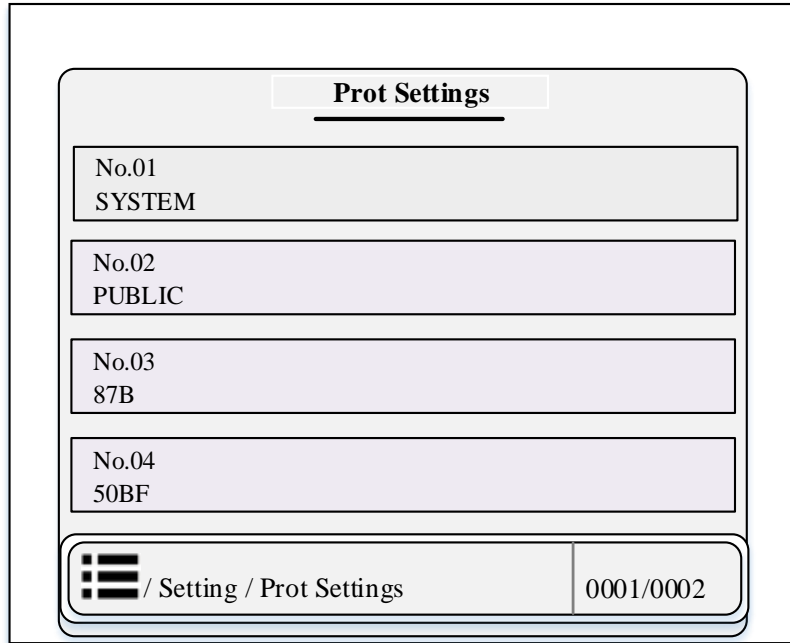 Prot Settings
No.01
SYSTEM
No.02
PUBLIC
No.03
87B
No.04
50BF
/ Setting / Prot Settings
0001/0002